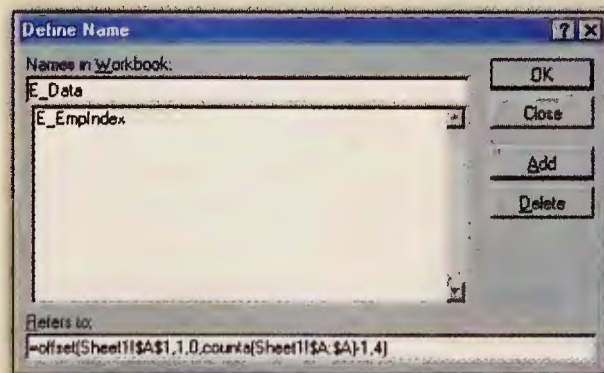 Define Name
Names in Workbook:
E_Data
E_EmpIndex
OK
Close
Add
Delete
Refers to:
=offset(Sheet1!$A$1,1,0,counta(Sheet1!$A:$A)-1,4)